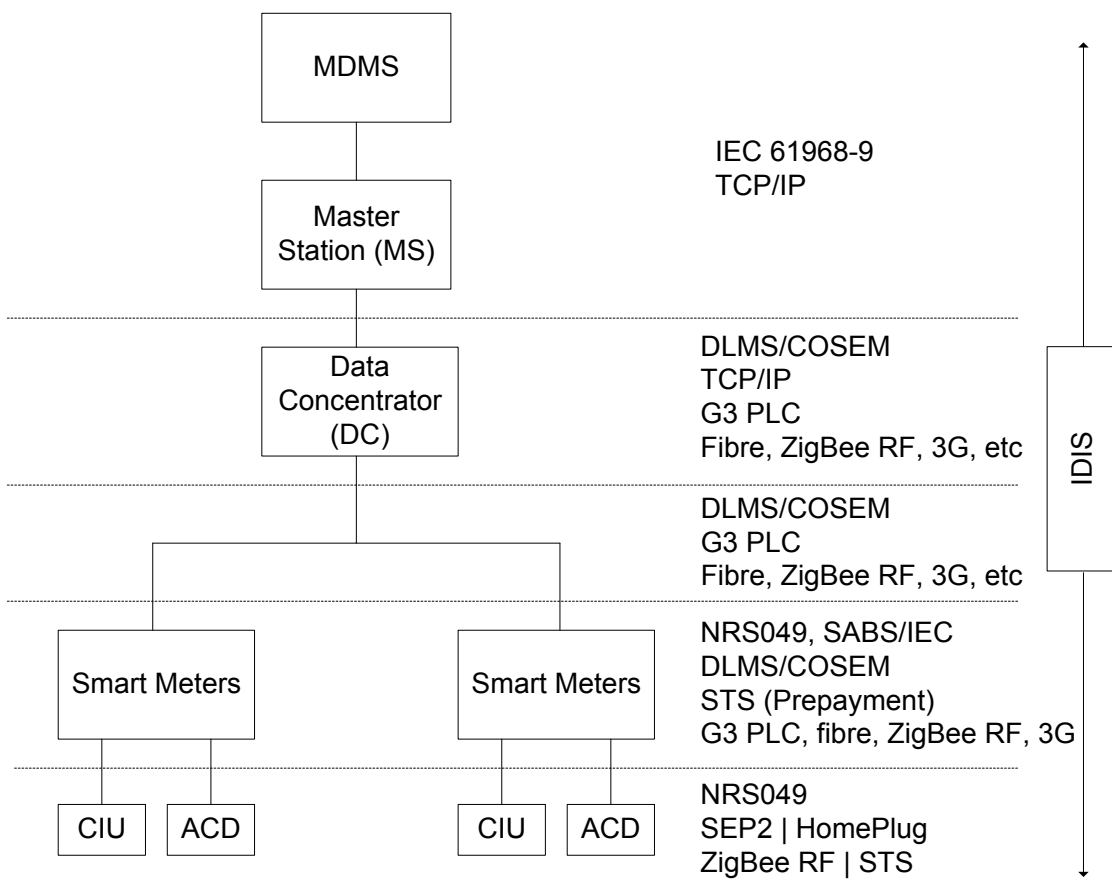 MDMS
IEC 61968-9
TCP/IP
Master
Station (MS)
Data
Concentrator
(DC)
DLMS/COSEM
TCP/IP
G3 PLC
Fibre, ZigBee RF, 3G, etc
IDIS
DLMS/COSEM
G3 PLC
Fibre, ZigBee RF, 3G, etc
Smart Meters
Smart Meters
NRS049, SABS/IEC
DLMS/COSEM
STS (Prepayment)
G3 PLC, fibre, ZigBee RF, 3G
CIU
ACD
CIU
ACD
NRS049
SEP2 | HomePlug
ZigBee RF | STS